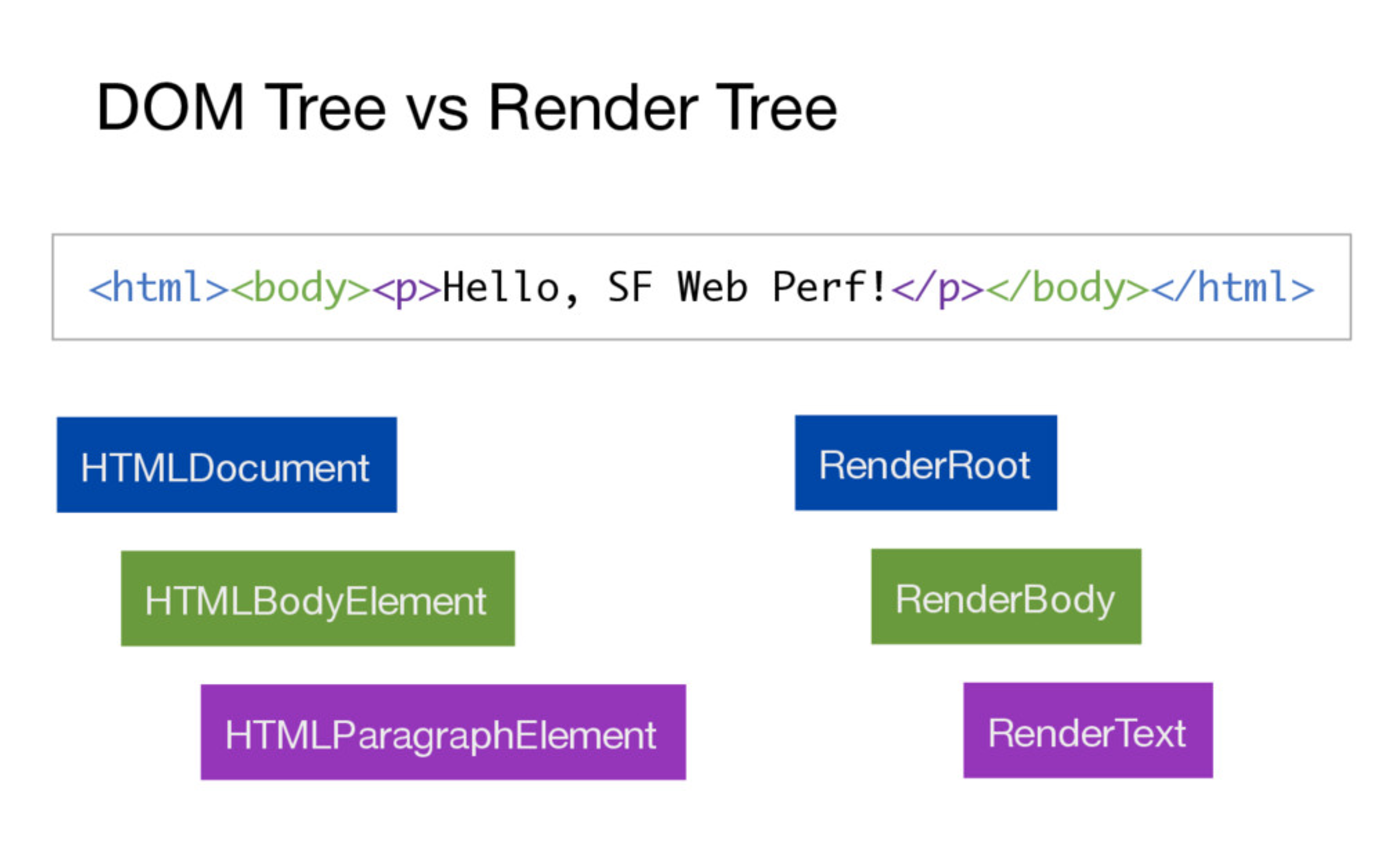 DOM Tree vs Render Tree
<html><body><p>Hello, SF Web Perf!</p></body></html>
HTMLDocument
HTMLBodyElement
HTMLParagraphElement
RenderRoot
RenderBody
RenderText